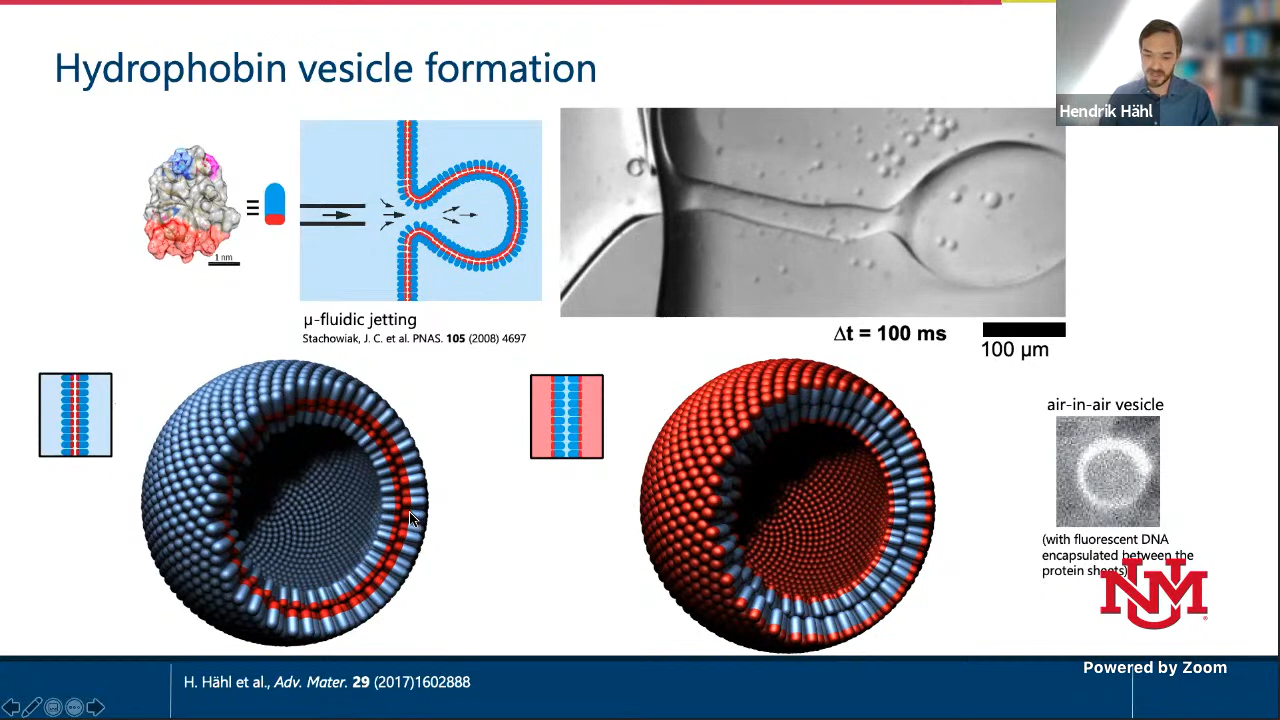 Hydrophobin vesicle formation
Hendrik Hähl
1 nm
µ-fluidic jetting
Stachowiak, J. C. et al. PNAS. 105 (2008) 4697
Δt = 100 ms
100 µm
air-in-air vesicle
(with fluorescent DNA
encapsulated between the
protein sheets)
UNM
Powered by Zoom
H. Hähl et al., Adv. Mater. 29 (2017)1602888